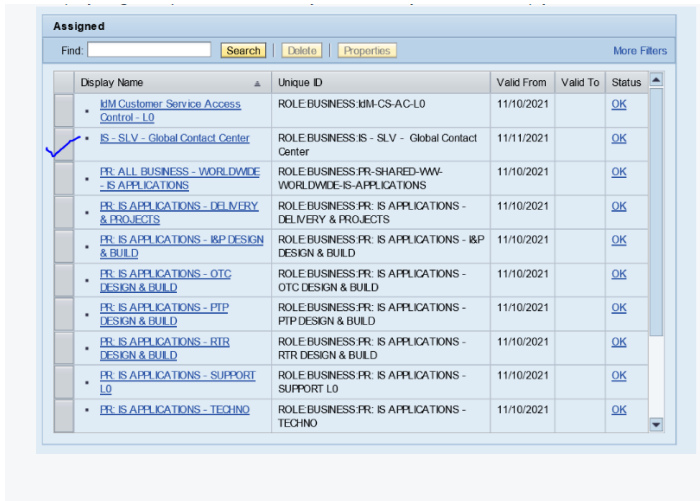 Assigned
Find: Search Delete Properties More Filters
Display Name Unique ID Valid From Valid To Status
IdM Customer Service Access ROLE:BUSINESS:IdM-CS-AC-L0 11/10/2021 OK
Control - L0
IS - SLV - Global Contact Center ROLE:BUSINESS:IS - SLV - Global Contact 11/11/2021 OK
Center
PR: ALL BUSINESS - WORLDWIDE ROLE:BUSINESS:PR-SHARED-WW- 11/10/2021 OK
- IS APPLICATIONS WORLDWIDE-IS-APPLICATIONS
PR: IS APPLICATIONS - DELIVERY ROLE:BUSINESS:PR: IS APPLICATIONS - 11/10/2021 OK
& PROJECTS DELIVERY & PROJECTS
PR: IS APPLICATIONS - I&P DESIGN ROLE:BUSINESS:PR: IS APPLICATIONS - I&P 11/10/2021 OK
& BUILD DESIGN & BUILD
PR: IS APPLICATIONS - OTC ROLE:BUSINESS:PR: IS APPLICATIONS - 11/10/2021 OK
DESIGN & BUILD OTC DESIGN & BUILD
PR: IS APPLICATIONS - PTP ROLE:BUSINESS:PR: IS APPLICATIONS - 11/10/2021 OK
DESIGN & BUILD PTP DESIGN & BUILD
PR: IS APPLICATIONS - RTR ROLE:BUSINESS:PR: IS APPLICATIONS - 11/10/2021 OK
DESIGN & BUILD RTR DESIGN & BUILD
PR: IS APPLICATIONS - SUPPORT ROLE:BUSINESS:PR: IS APPLICATIONS - 11/10/2021 OK
L0 SUPPORT L0
PR: IS APPLICATIONS - TECHNO ROLE:BUSINESS:PR: IS APPLICATIONS - 11/10/2021 OK
TECHNO